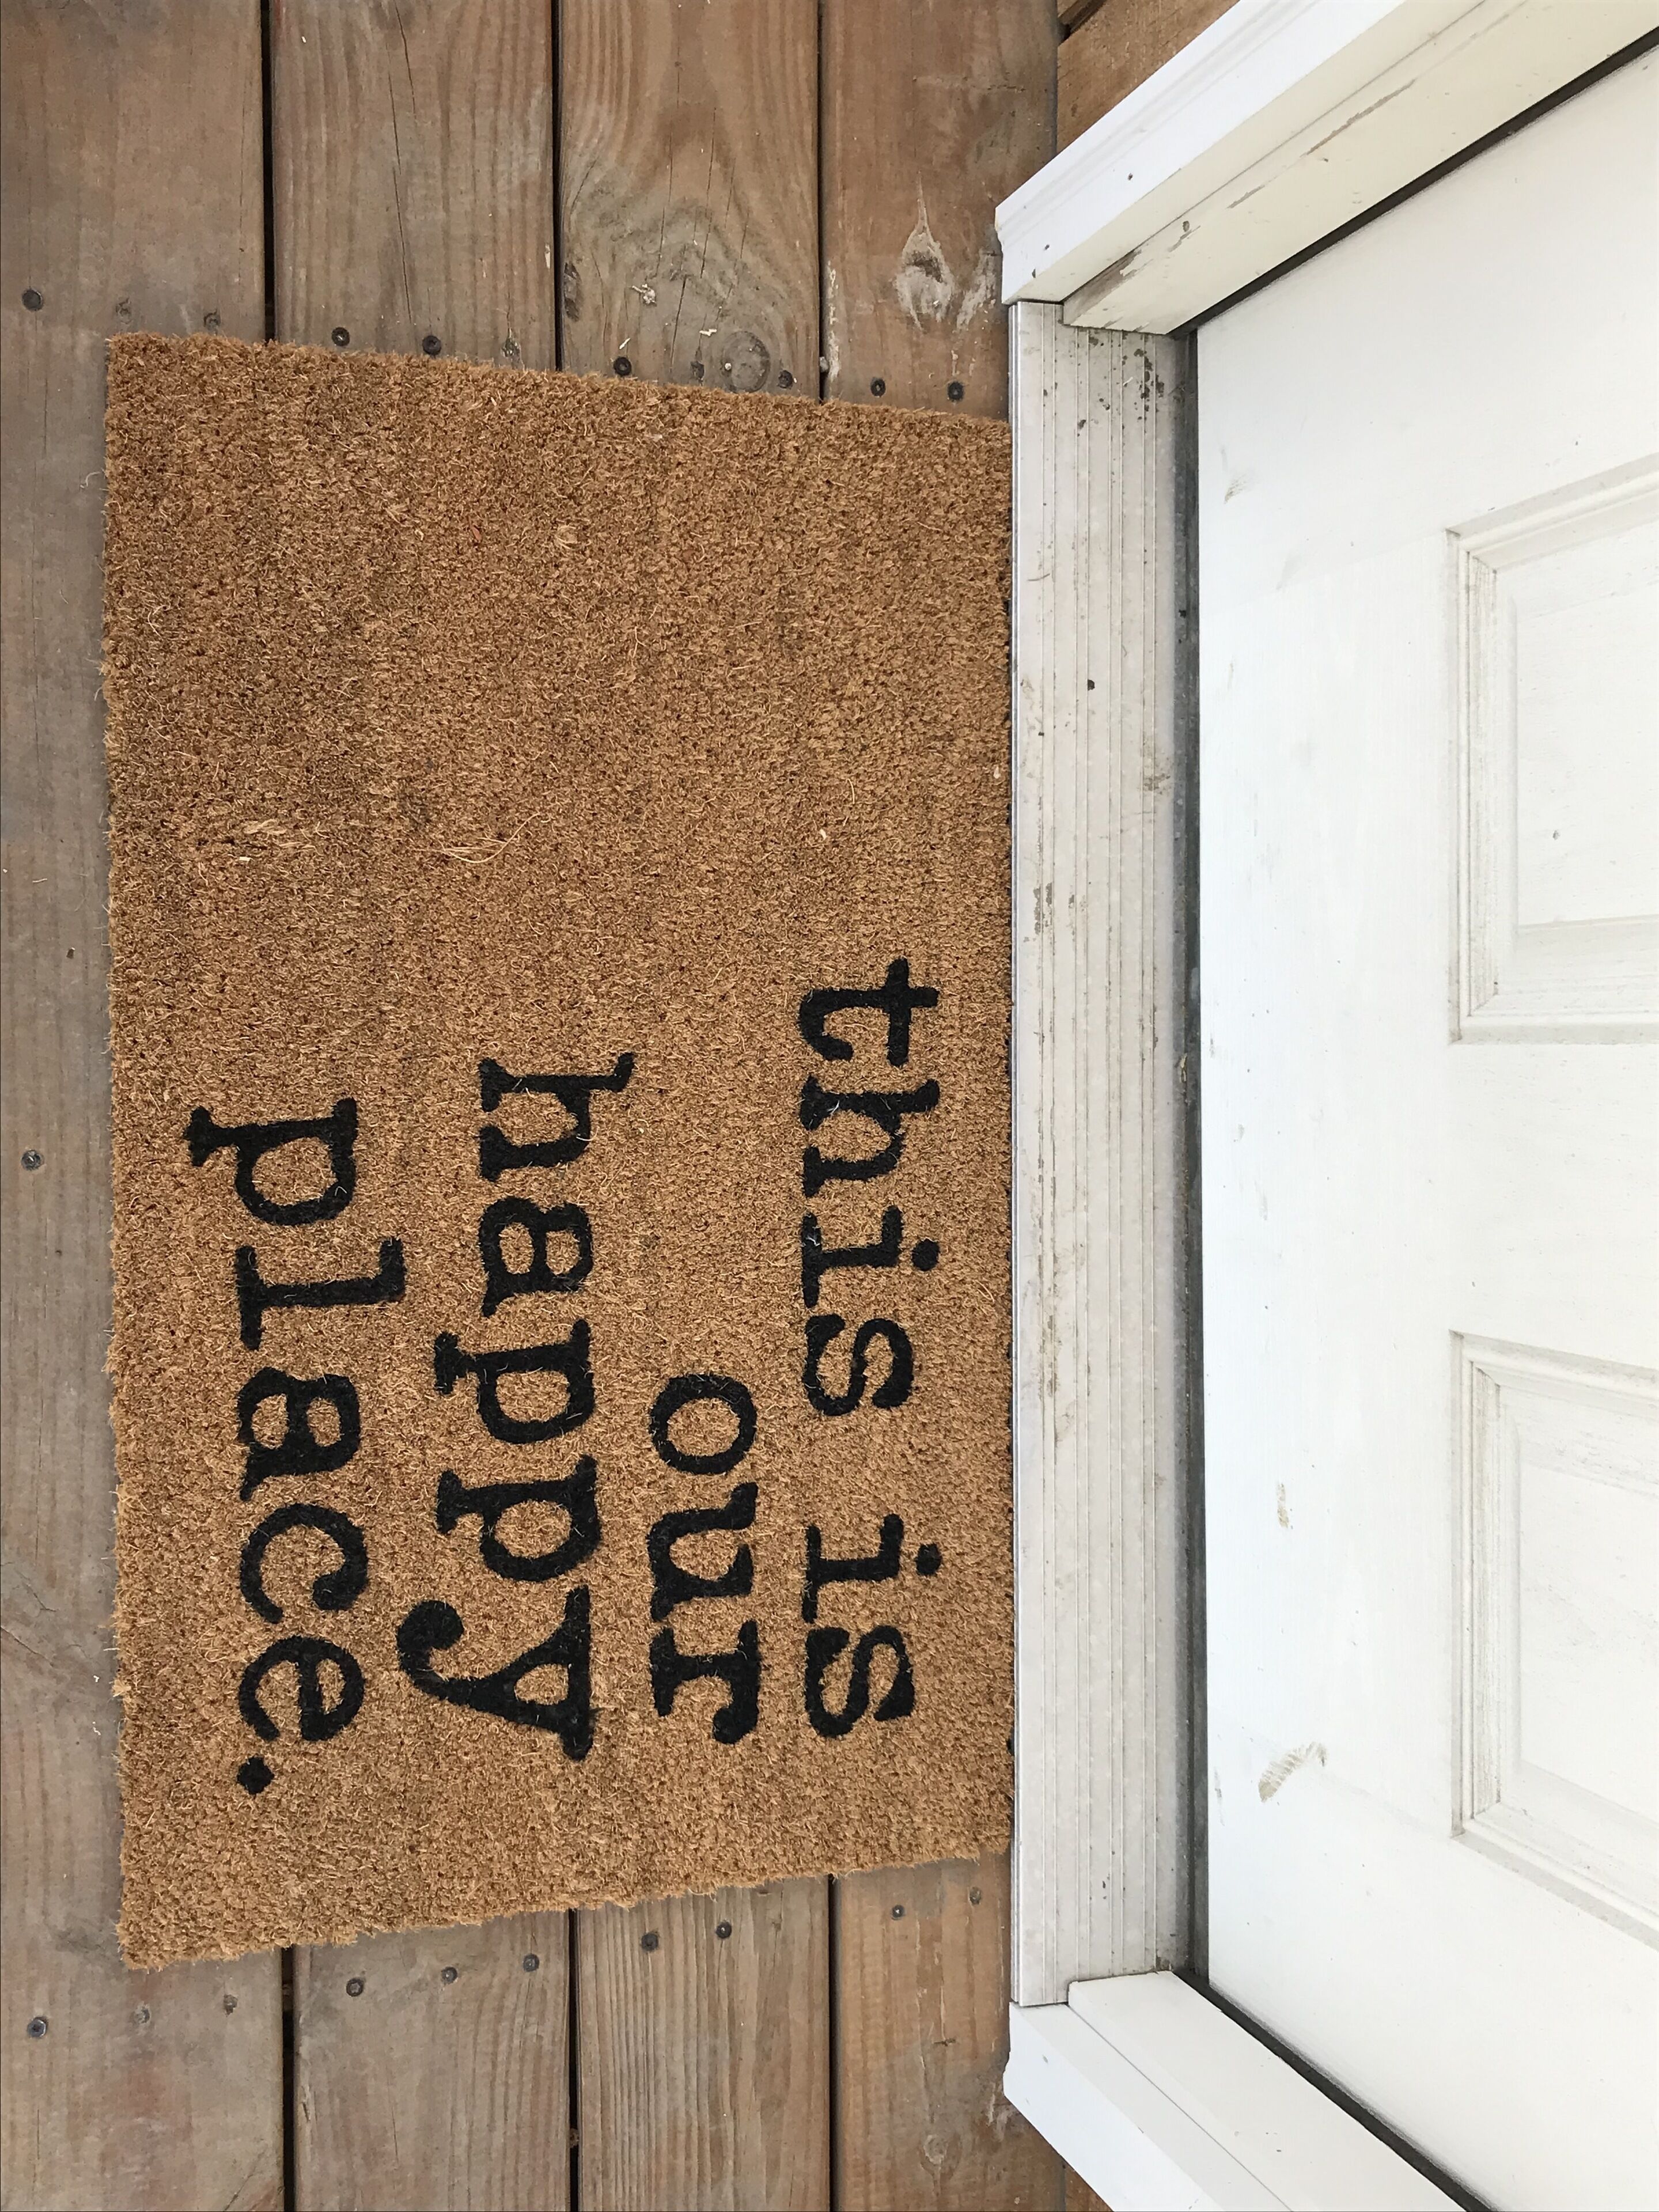 this is
our
happy
place.